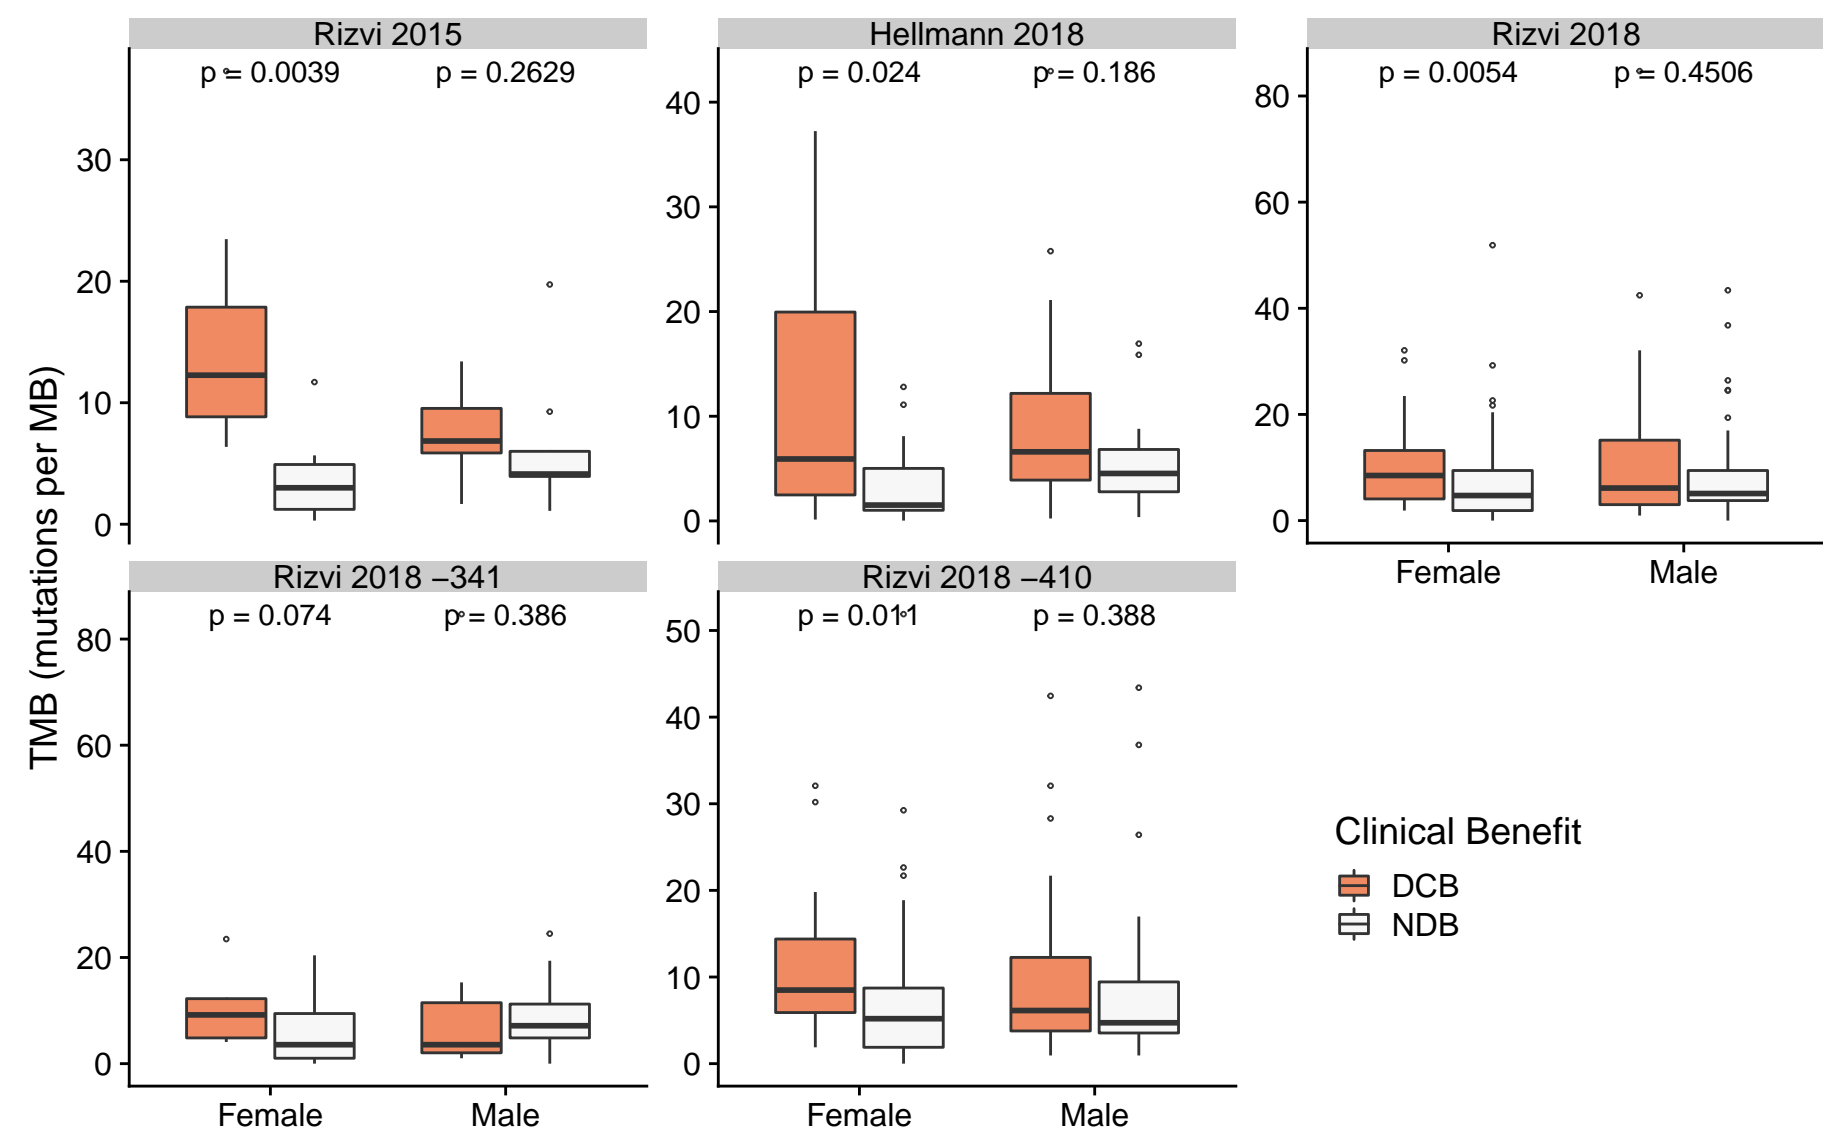 Rizvi 2015
p = 0.0039 p = 0.2629
30
20
10
0
Hellmann 2018
p = 0.024 p = 0.186
40
30
20
10
0
Rizvi 2018
p = 0.0054 p = 0.4506
80
60
40
20
0
Female Male
TMB (mutations per MB)
Rizvi 2018 −341
p = 0.074 p = 0.386
80
60
40
20
0
Female Male
Rizvi 2018 −410
p = 0.011 p = 0.388
50
40
30
20
10
0
Female Male
Clinical Benefit
DCB
NDB